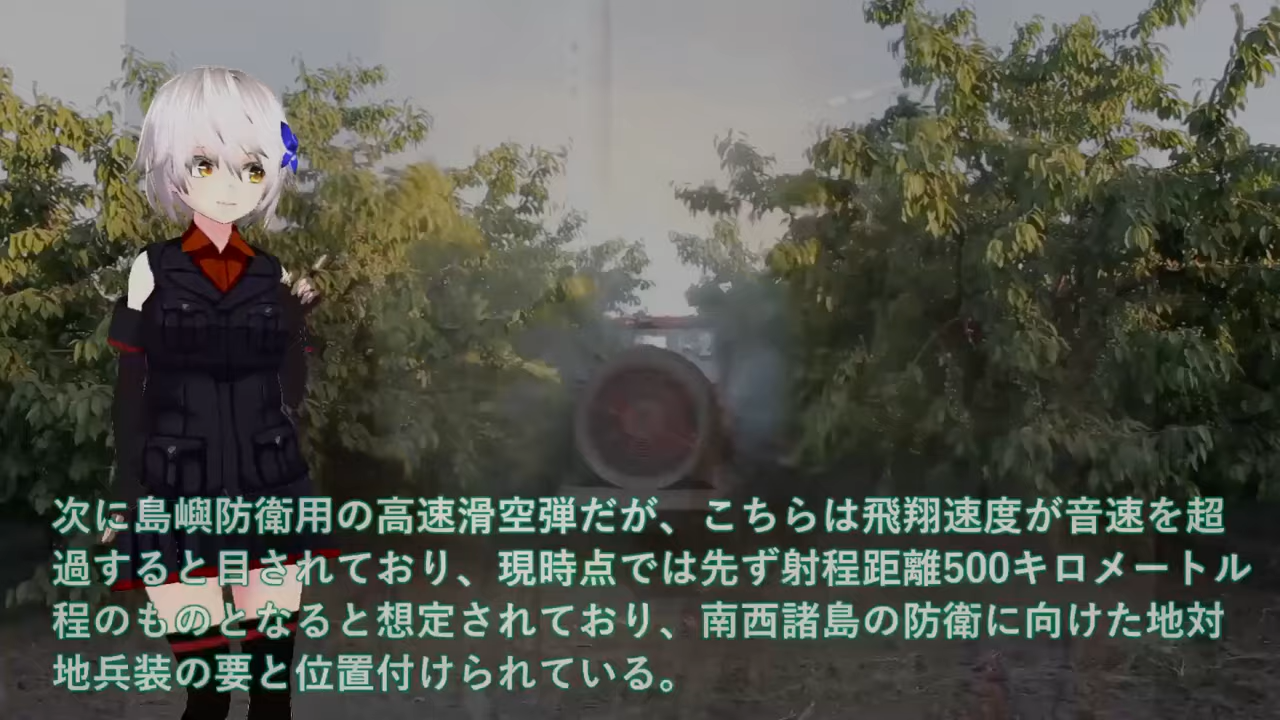 次に島嶼防衛用の高速滑空弾だが、こちらは飛翔速度が音速を超
過すると目されており、現時点では先ず射程距離500キロメートル
程のものとなると想定されており、南西諸島の防衛に向けた地対
地兵装の要と位置付けられている。